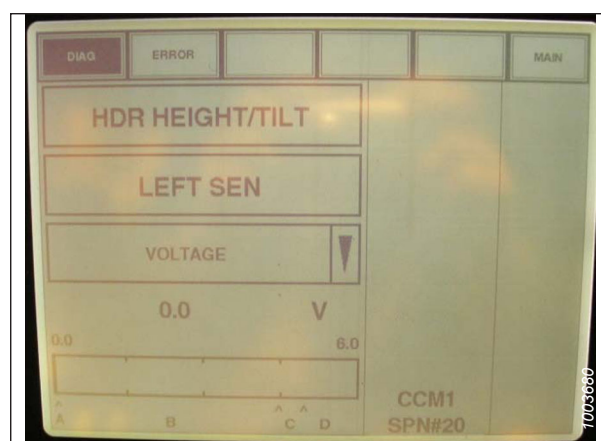 DIAG ERROR MAIN
HDR HEIGHT/TILT
LEFT SEN
VOLTAGE
0.0 V
0.0 6.0
A B C D
CCM1
SPN#20
1003680